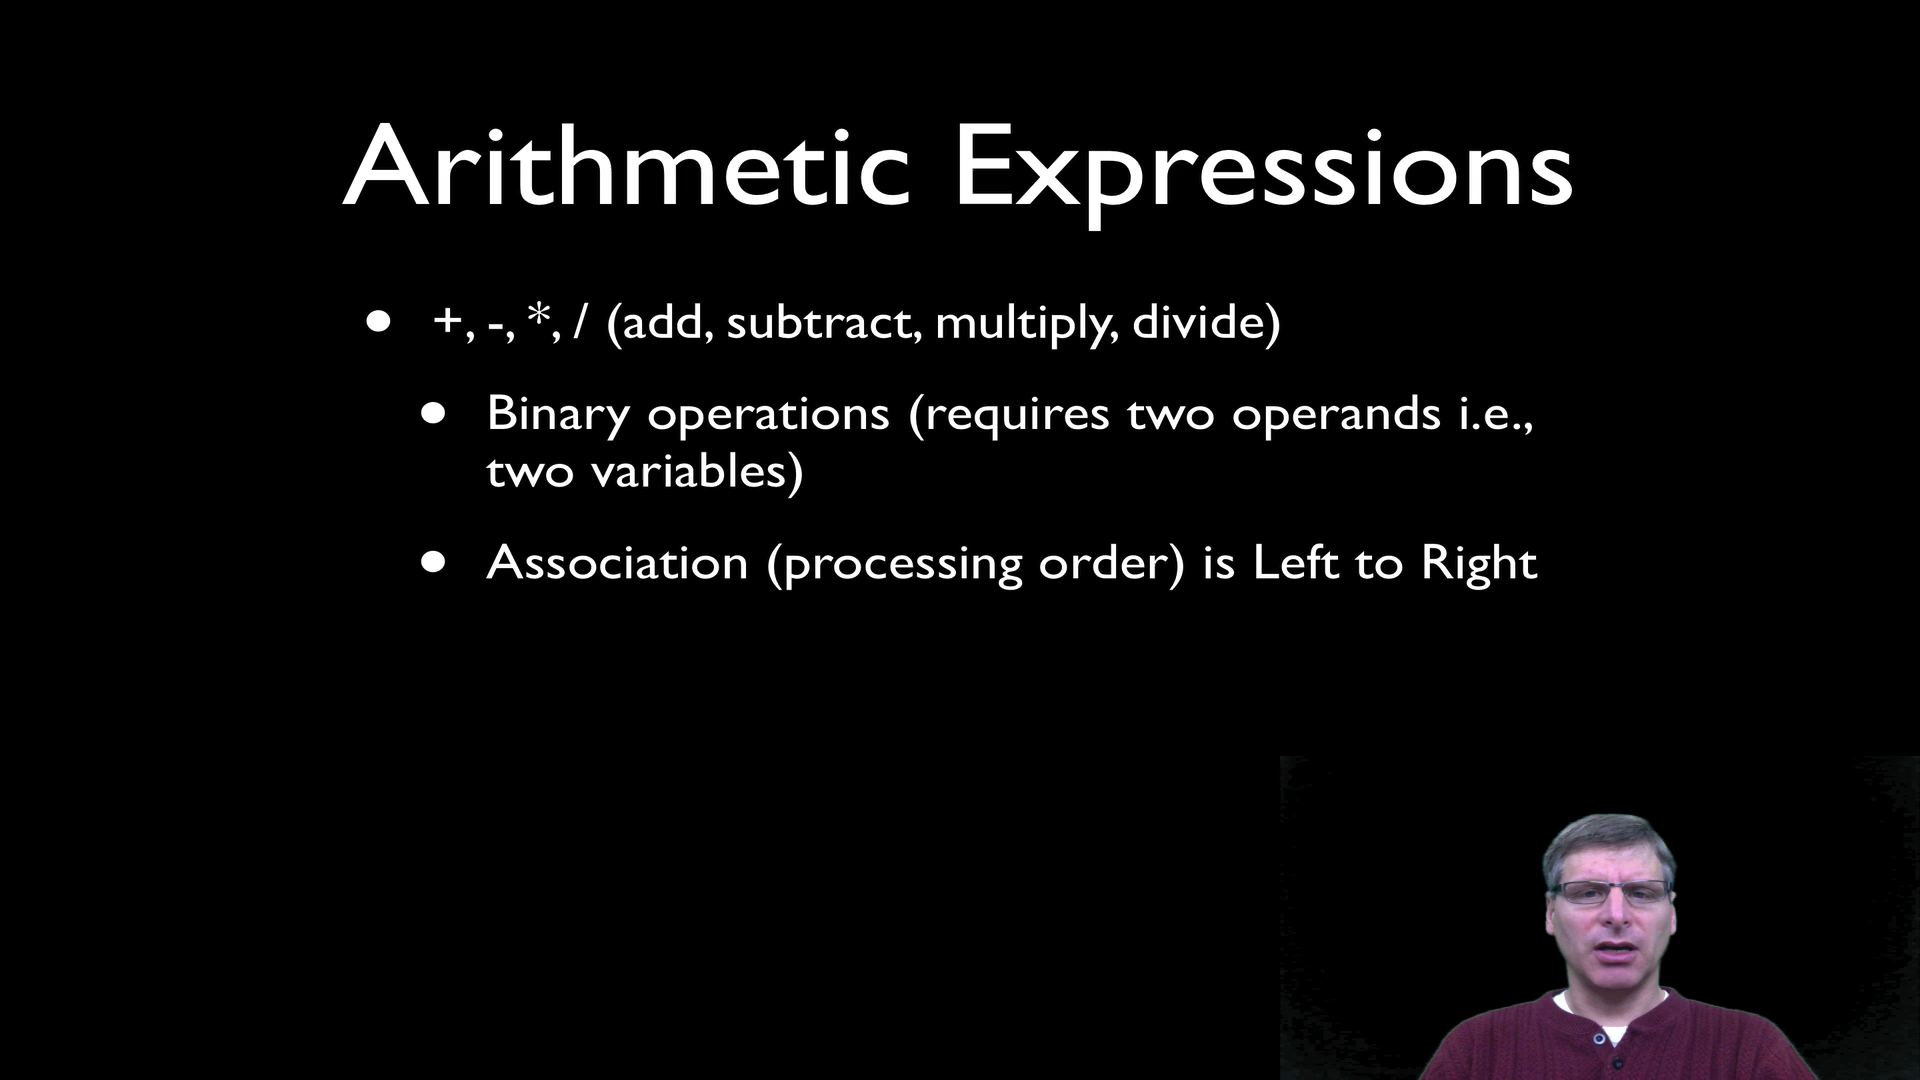 Arithmetic Expressions
• +, -, *, / (add, subtract, multiply, divide)
• Binary operations (requires two operands i.e.,
two variables)
• Association (processing order) is Left to Right